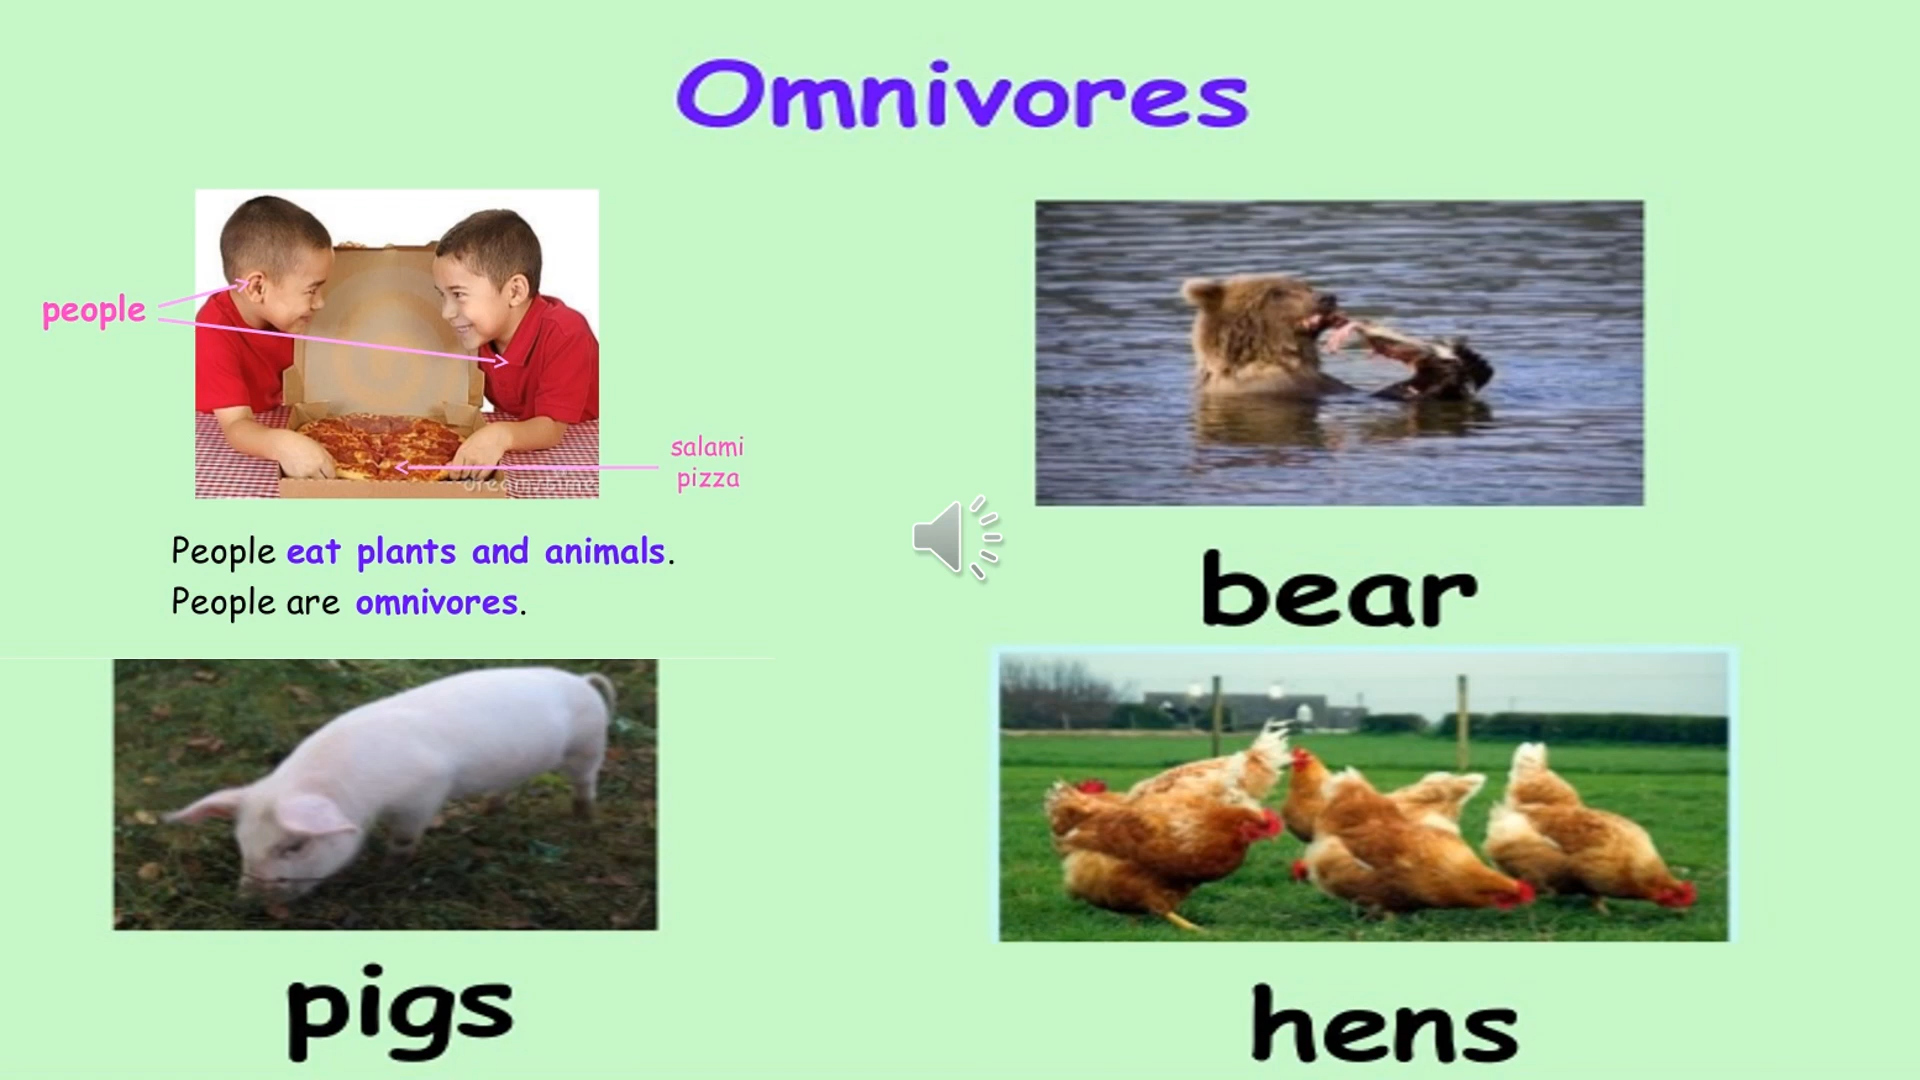 Omnivores
people
salami
pizza
People eat plants and animals.
People are omnivores.
bear
pigs
hens